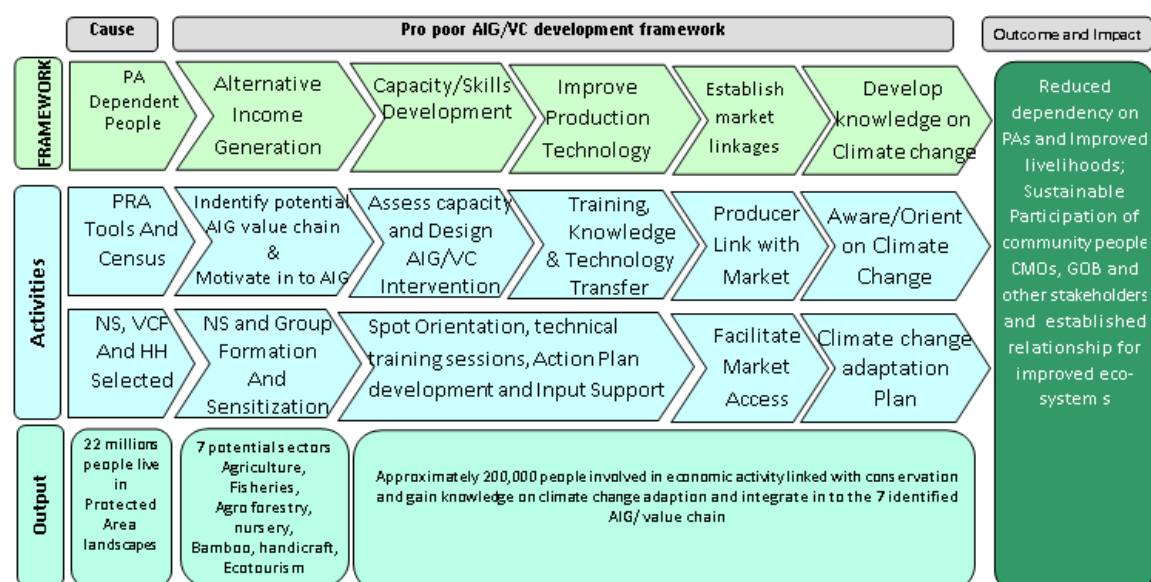 Cause
Pro poor AIG/VC development framework
Outcome and Impact
FRAMEWORK
PA
Dependent
People
Alternative
Income
Generation
Capacity/Skills
Development
Improve
Production
Technology
Establish
market
linkages
Develop
knowledge on
Climate change
Reduced
dependency on
PAs and Improved
livelihoods;
Sustainable
Participation of
community people
CMOs, GOB and
other stakeholders
and established
relationship for
improved eco-
system s
Activities
PRA
Tools And
Census
Indentify potential
AIG value chain
&
Motivate in to AIG
Assess capacity
and Design
AIG/VC
Intervention
Training,
Knowledge
& Technology
Transfer
Producer
Link with
Market
Aware/Orient
on Climate
Change
NS, VCF
And HH
Selected
NS and Group
Formation
And
Sensitization
Spot Orientation, technical
training sessions, Action Plan
development and Input Support
Facilitate
Market
Access
Climate change
adaptation
Plan
Output
22 millions
people live
in
Protected
Area
landscapes
7 potential sectors
Agriculture,
Fisheries,
Agro forestry,
nursery,
Bamboo, handicraft,
Ecotourism
Approximately 200,000 people involved in economic activity linked with conservation
and gain knowledge on climate change adaption and integrate in to the 7 identified
AIG/ value chain